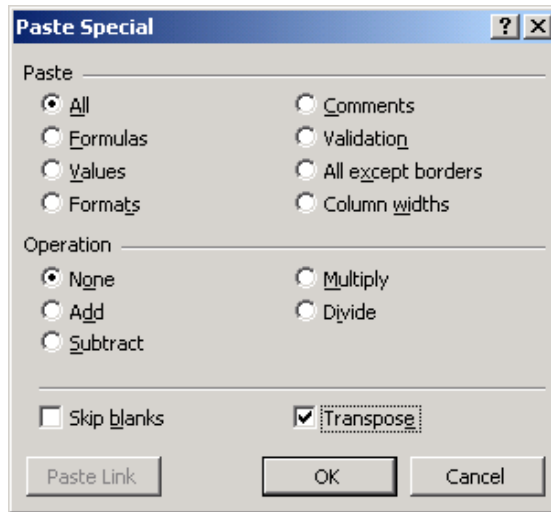 Paste Special
Paste
All
Comments
Formulas
Validation
Values
All except borders
Formats
Column widths
Operation
None
Multiply
Add
Divide
Subtract
Skip blanks
Transpose
Paste Link
OK
Cancel